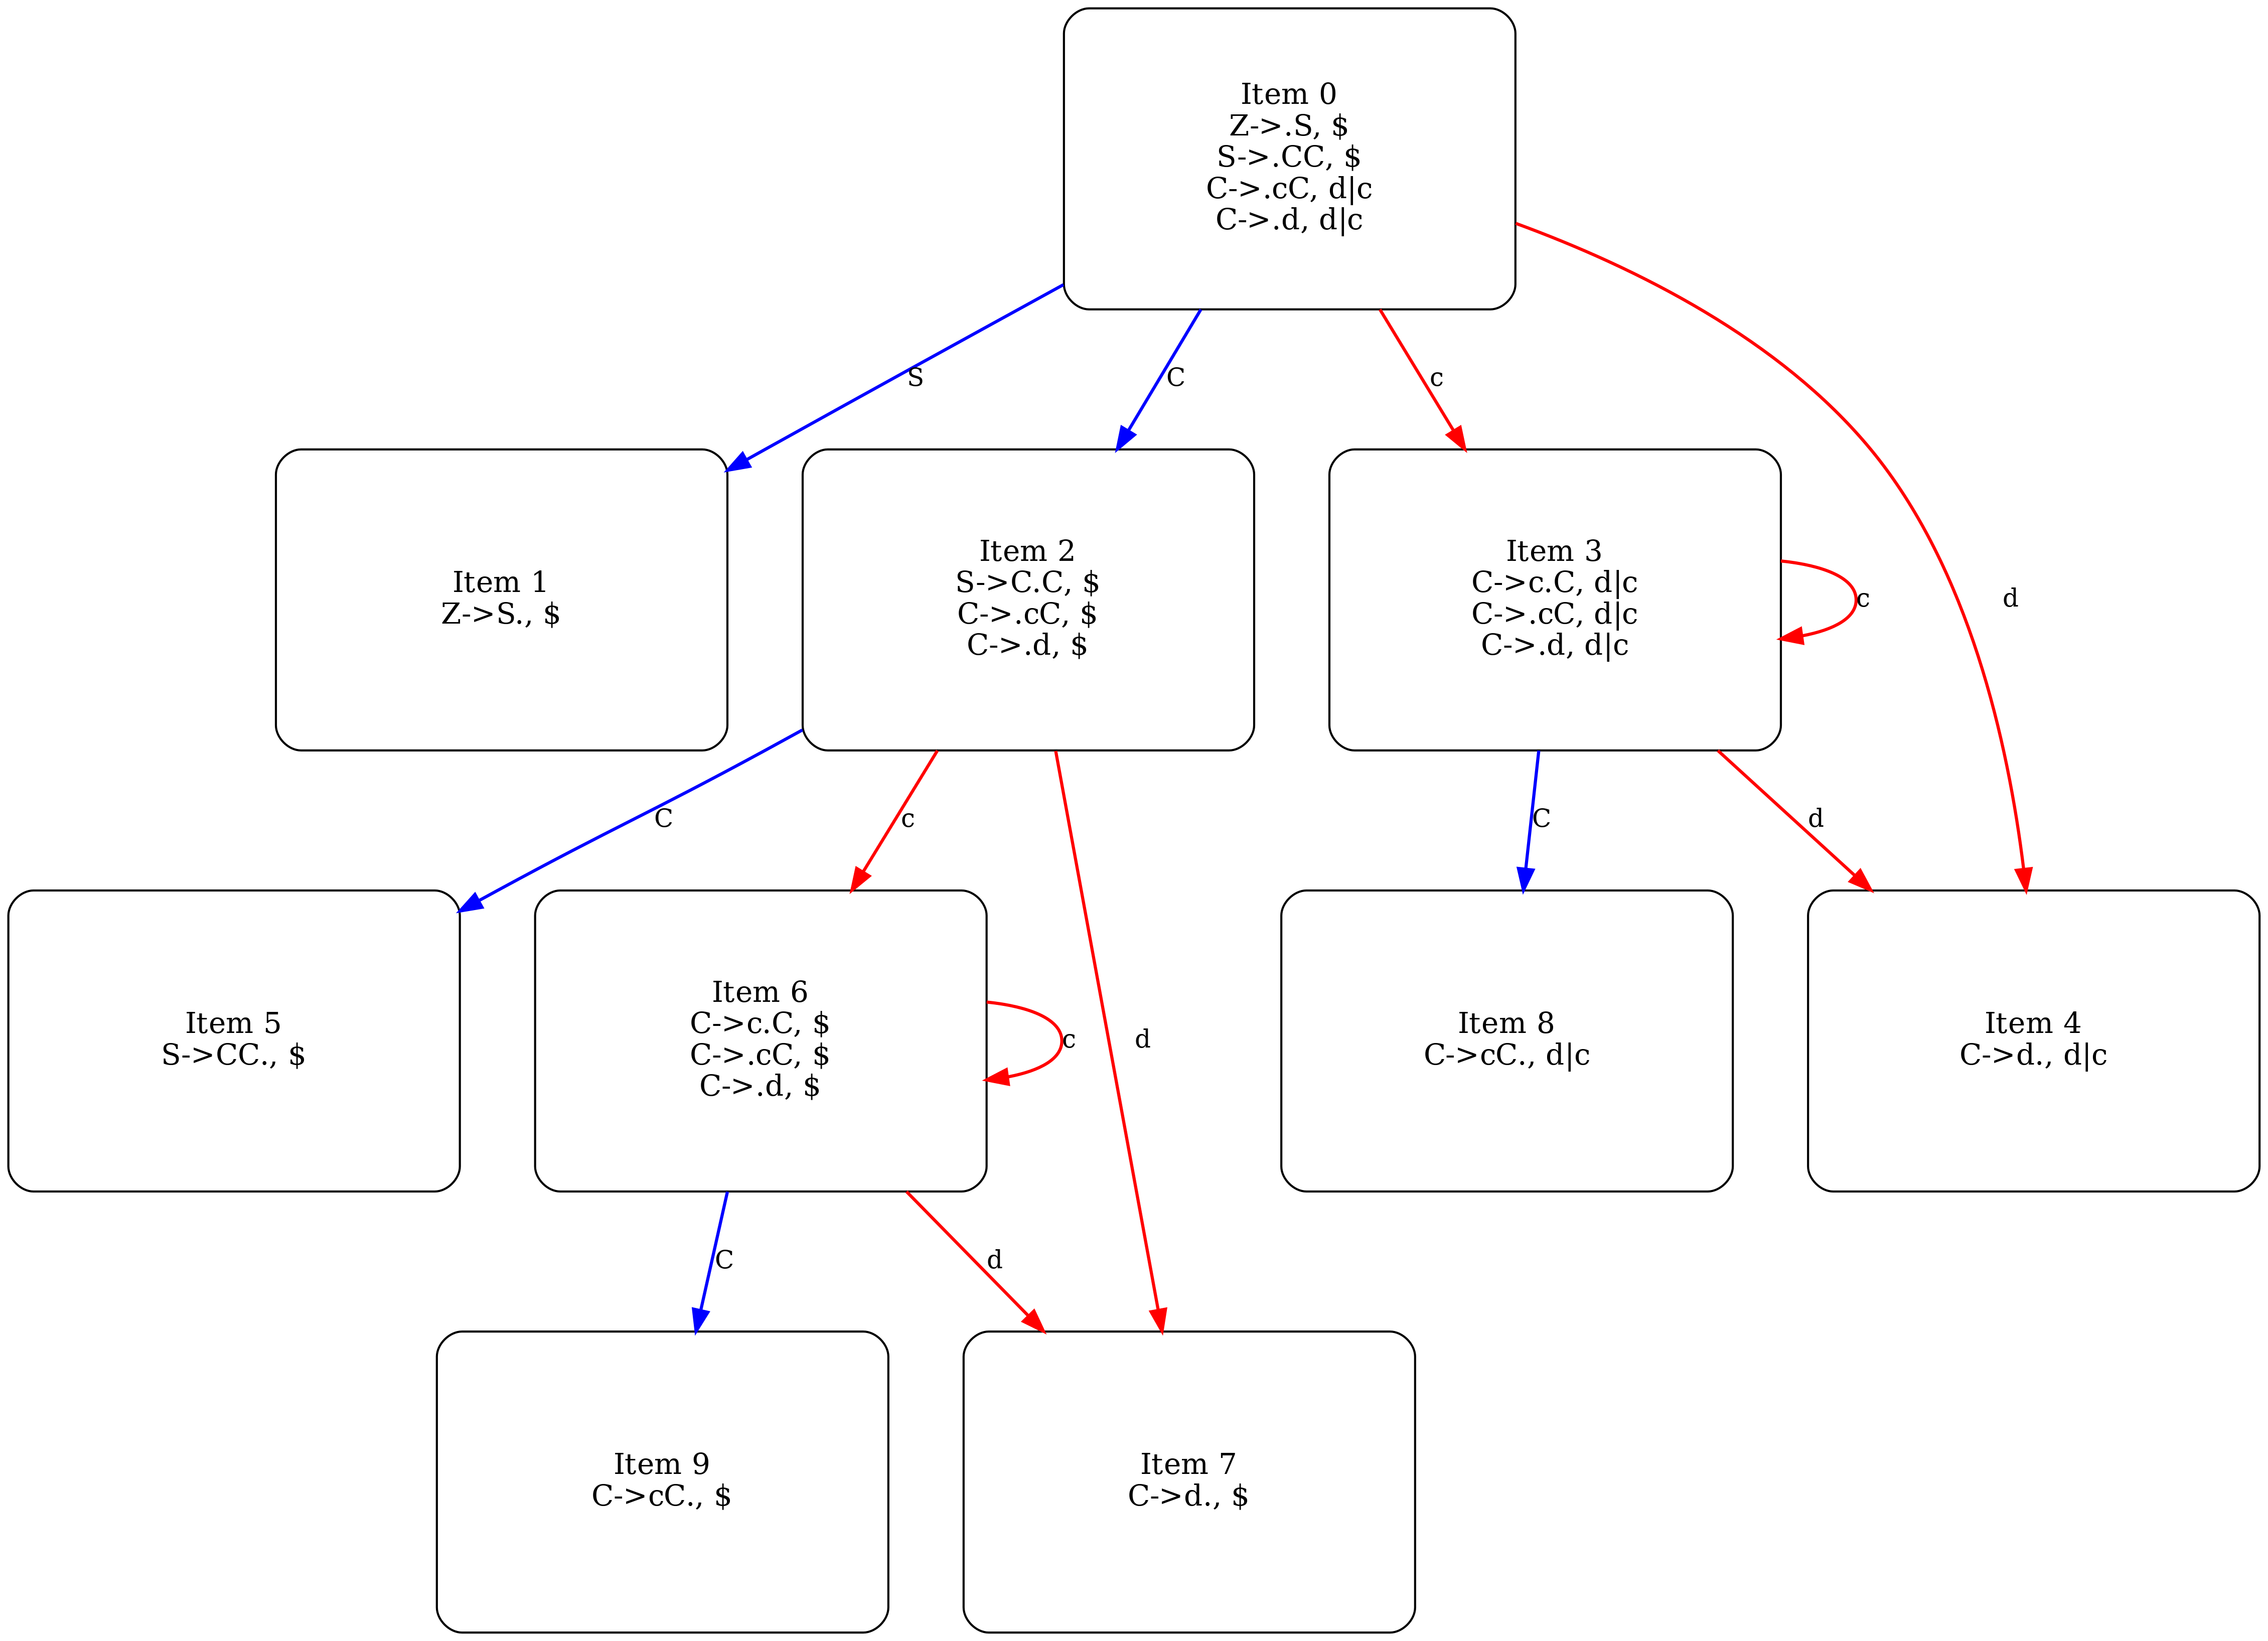 Item 0
Z->.S, $
S->.CC, $
C->.cC, d|c
C->.d, d|c
S
C
c
d
Item 1
Z->S., $
Item 2
S->C.C, $
C->.cC, $
C->.d, $
Item 3
C->c.C, d|c
C->.cC, d|c
C->.d, d|c
c
C
c
d
C
d
Item 5
S->CC., $
Item 6
C->c.C, $
C->.cC, $
C->.d, $
c
Item 8
C->cC., d|c
Item 4
C->d., d|c
C
d
Item 9
C->cC., $
Item 7
C->d., $